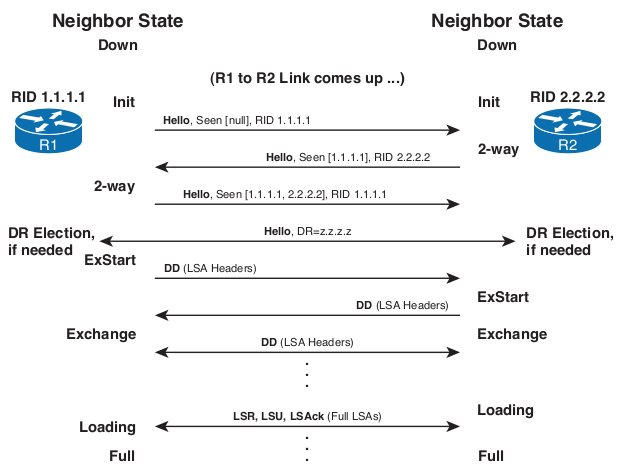 Neighbor State
Neighbor State
Down
Down
(R1 to R2 Link comes up ...)
RID 1.1.1.1
Init
Init
RID 2.2.2.2
R1
R2
Hello, Seen [null], RID 1.1.1.1
2-way
Hello, Seen [1.1.1.1], RID 2.2.2.2
2-way
Hello, Seen [1.1.1.1, 2.2.2.2], RID 1.1.1.1
DR Election,
if needed
Hello, DR=z.z.z.z
DR Election,
if needed
ExStart
DD (LSA Headers)
ExStart
DD (LSA Headers)
Exchange
Exchange
DD (LSA Headers)
Loading
LSR, LSU, LSAck (Full LSAs)
Loading
Full
Full